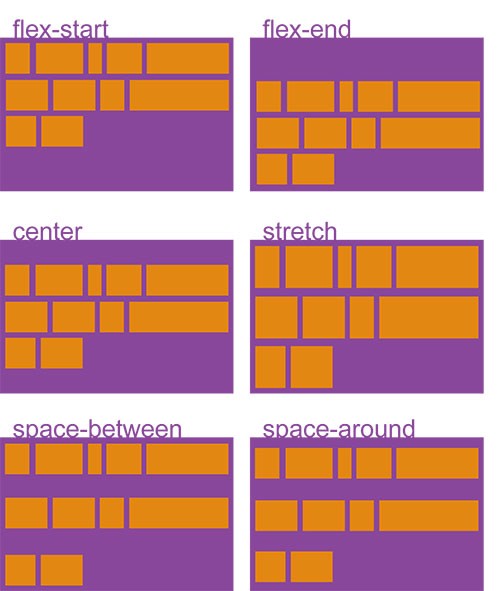 flex-start
flex-end
center
stretch
space-between
space-around